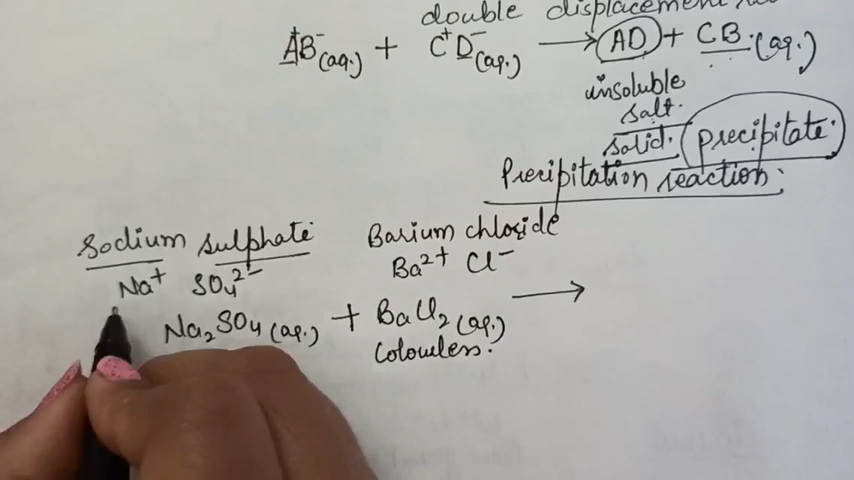 double displacement
A⁺B⁻(aq.) + C⁺D⁻(aq.) → AD + CB (aq.)
insoluble
salt.
solid. (precipitate.
Precipitation reaction.
Sodium sulphate Barium chloride
Na⁺ SO₄²⁻ Ba²⁺ Cl⁻
Na₂SO₄(aq.) + BaCl₂(aq.) →
Colourless.